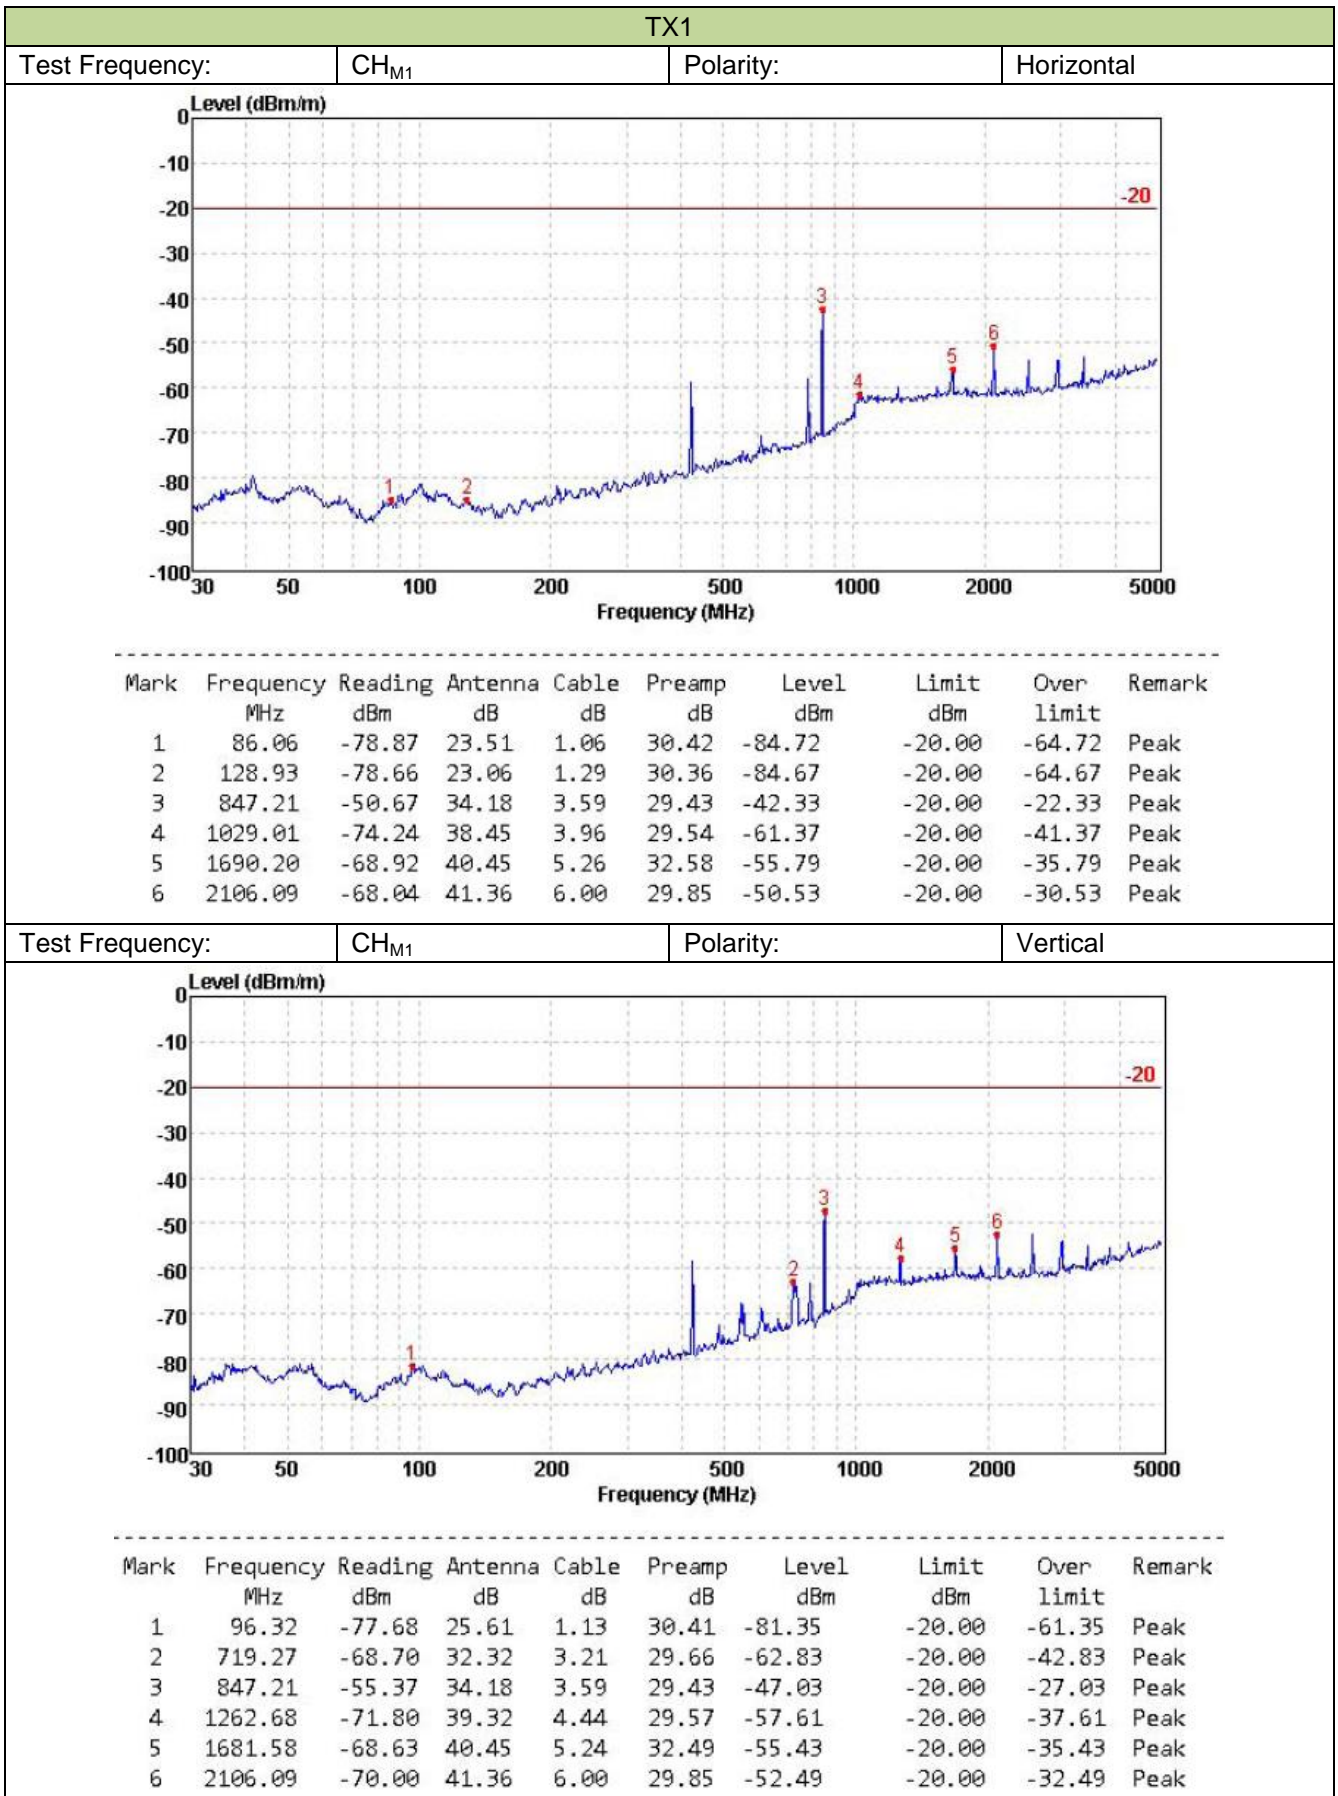 TX1
Test Frequency: CHM1 Polarity: Horizontal
Level (dBm/m)
0
-10
-20
-20
-30
-40
3
-50
6
5
-60
4
-70
-80
1 2
-90
-100
30 50 100 200 500 1000 2000 5000
Frequency (MHz)
Mark Frequency Reading Antenna Cable Preamp Level Limit Over Remark
MHz dBm dB dB dB dBm dBm limit
1 86.06 -78.87 23.51 1.06 30.42 -84.72 -20.00 -64.72 Peak
2 128.93 -78.66 23.06 1.29 30.36 -84.67 -20.00 -64.67 Peak
3 847.21 -50.67 34.18 3.59 29.43 -42.33 -20.00 -22.33 Peak
4 1029.01 -74.24 38.45 3.96 29.54 -61.37 -20.00 -41.37 Peak
5 1690.20 -68.92 40.45 5.26 32.58 -55.79 -20.00 -35.79 Peak
6 2106.09 -68.04 41.36 6.00 29.85 -50.53 -20.00 -30.53 Peak
Test Frequency: CHM1 Polarity: Vertical
Level (dBm/m)
0
-10
-20
-20
-30
-40
3
-50
6
5
4
-60
2
-70
-80
1
-90
-100
30 50 100 200 500 1000 2000 5000
Frequency (MHz)
Mark Frequency Reading Antenna Cable Preamp Level Limit Over Remark
MHz dBm dB dB dB dBm dBm limit
1 96.32 -77.68 25.61 1.13 30.41 -81.35 -20.00 -61.35 Peak
2 719.27 -68.70 32.32 3.21 29.66 -62.83 -20.00 -42.83 Peak
3 847.21 -55.37 34.18 3.59 29.43 -47.03 -20.00 -27.03 Peak
4 1262.68 -71.80 39.32 4.44 29.57 -57.61 -20.00 -37.61 Peak
5 1681.58 -68.63 40.45 5.24 32.49 -55.43 -20.00 -35.43 Peak
6 2106.09 -70.00 41.36 6.00 29.85 -52.49 -20.00 -32.49 Peak